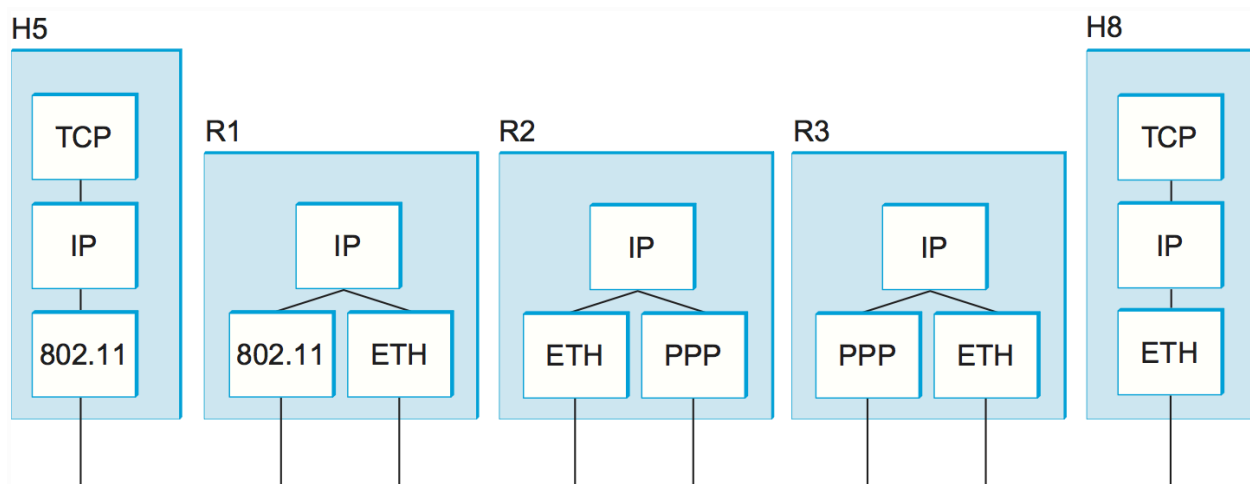 H5
TCP
IP
802.11
R1
IP
802.11
ETH
R2
IP
ETH
PPP
R3
IP
PPP
ETH
H8
TCP
IP
ETH